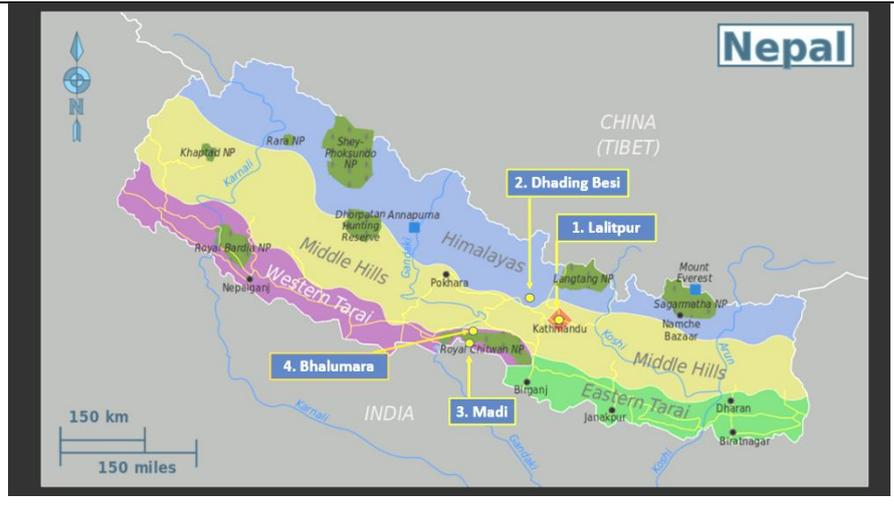 Nepal
N
CHINA
(TIBET)
Rara NP
Shey-
Phoksundo
NP
Khaptad NP
Karnali
2. Dhading Besi
1. Lalitpur
Dhorpatan
Hunting
Reserve
Annapurna
Himalayas
Gandaki
Royal Bardia NP
Middle Hills
Langtang NP
Mount
Everest
Sagarmatha NP
Nepalganj
Western Tarai
Pokhara
Kathmandu
Namche
Bazaar
Koshi
Arun
Royal Chitwan NP
Middle Hills
4. Bhalumara
Birganj
Eastern Tarai
3. Madi
Janakpur
Dharan
Biratnagar
150 km
150 miles
Karnali
INDIA
Gandaki
Koshi